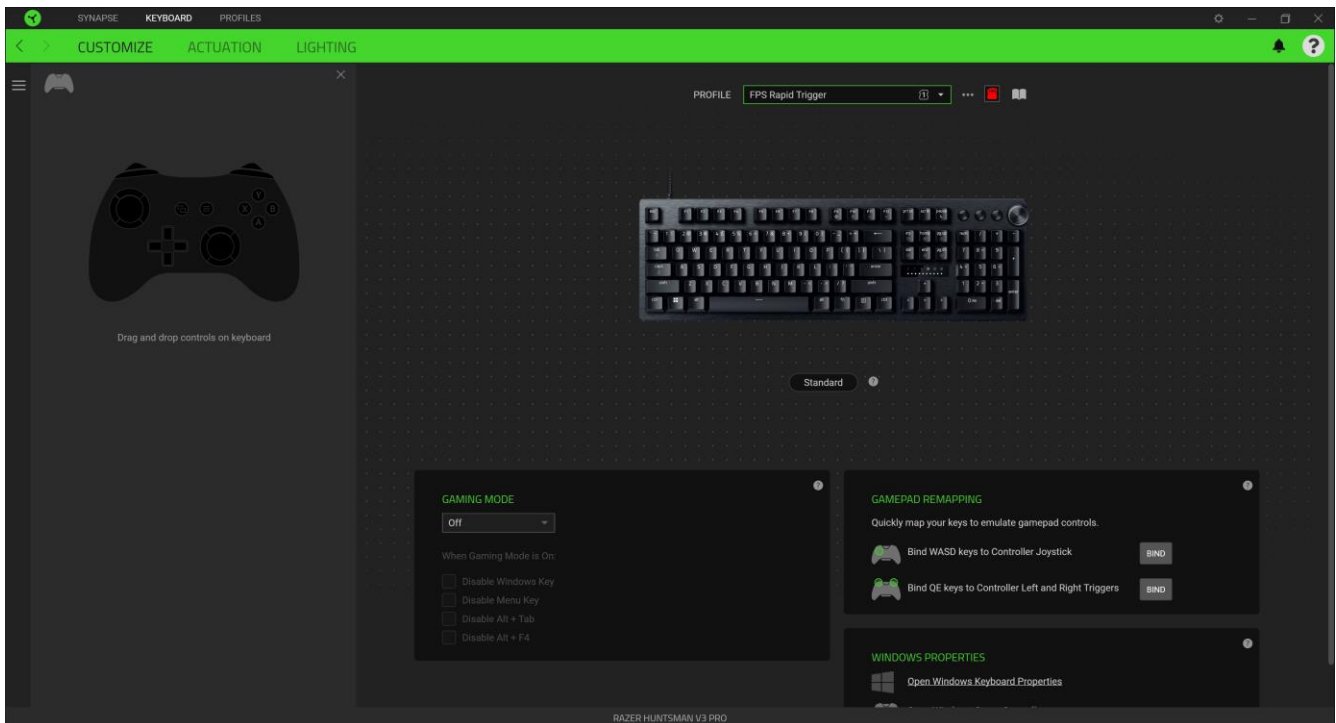 SYNAPSE KEYBOARD PROFILES
CUSTOMIZE ACTUATION LIGHTING
?
PROFILE FPS Rapid Trigger 1
Y
X B
A
Drag and drop controls on keyboard
Standard ?
GAMING MODE ?
Off
When Gaming Mode is On:
Disable Windows Key
Disable Menu Key
Disable Alt + Tab
Disable Alt + F4
GAMEPAD REMAPPING ?
Quickly map your keys to emulate gamepad controls.
Bind WASD keys to Controller Joystick BIND
Bind QE keys to Controller Left and Right Triggers BIND
WINDOWS PROPERTIES ?
Open Windows Keyboard Properties
RAZER HUNTSMAN V3 PRO